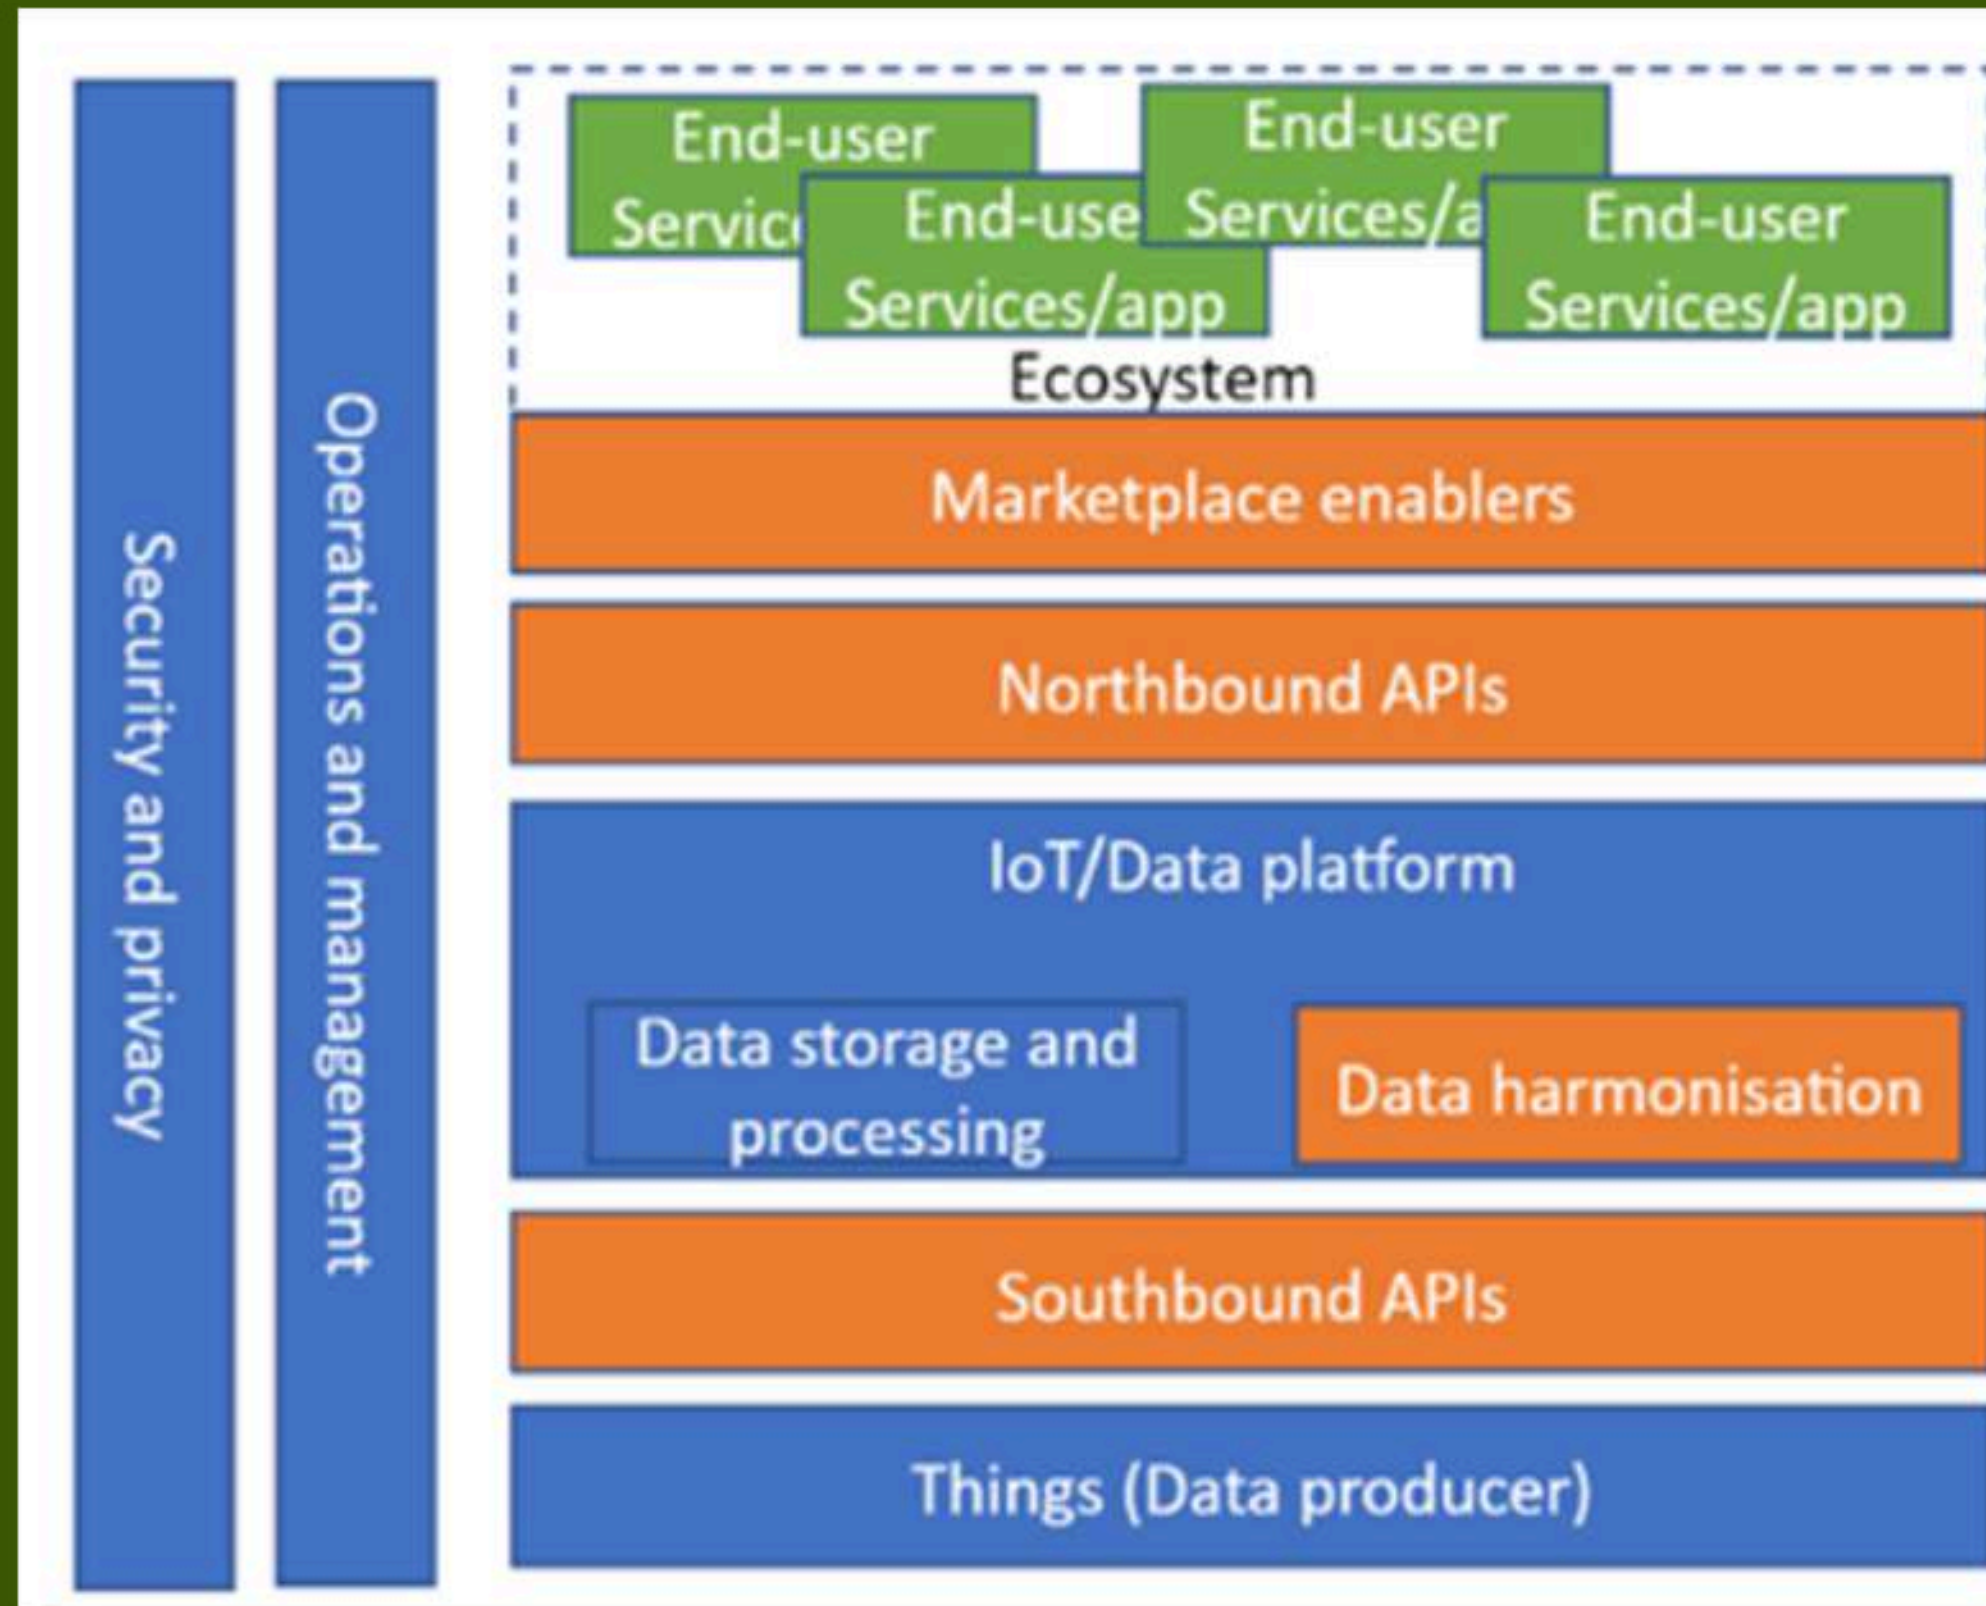 Security and privacy
Operations and management
End-user
Servic
End-use
Services/app
End-user
Services/a
End-user
Services/app
Ecosystem
Marketplace enablers
Northbound APIs
IoT/Data platform
Data storage and
processing
Data harmonisation
Southbound APIs
Things (Data producer)